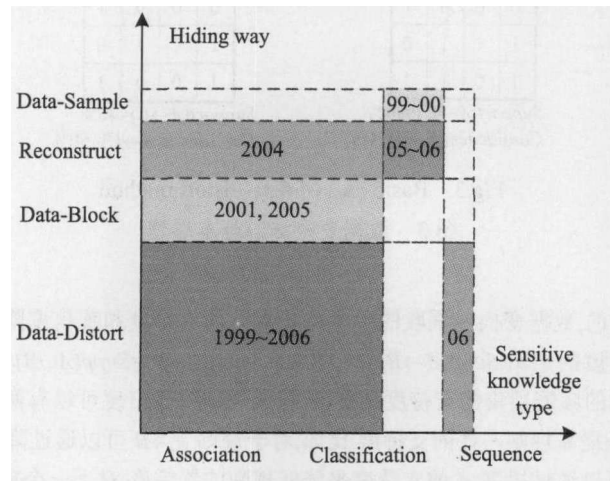 Hiding way
Data-Sample
99~00
Reconstruct
2004
05~06
Data-Block
2001, 2005
Data-Distort
1999~2006
06
Sensitive
knowledge
type
Association
Classification
Sequence